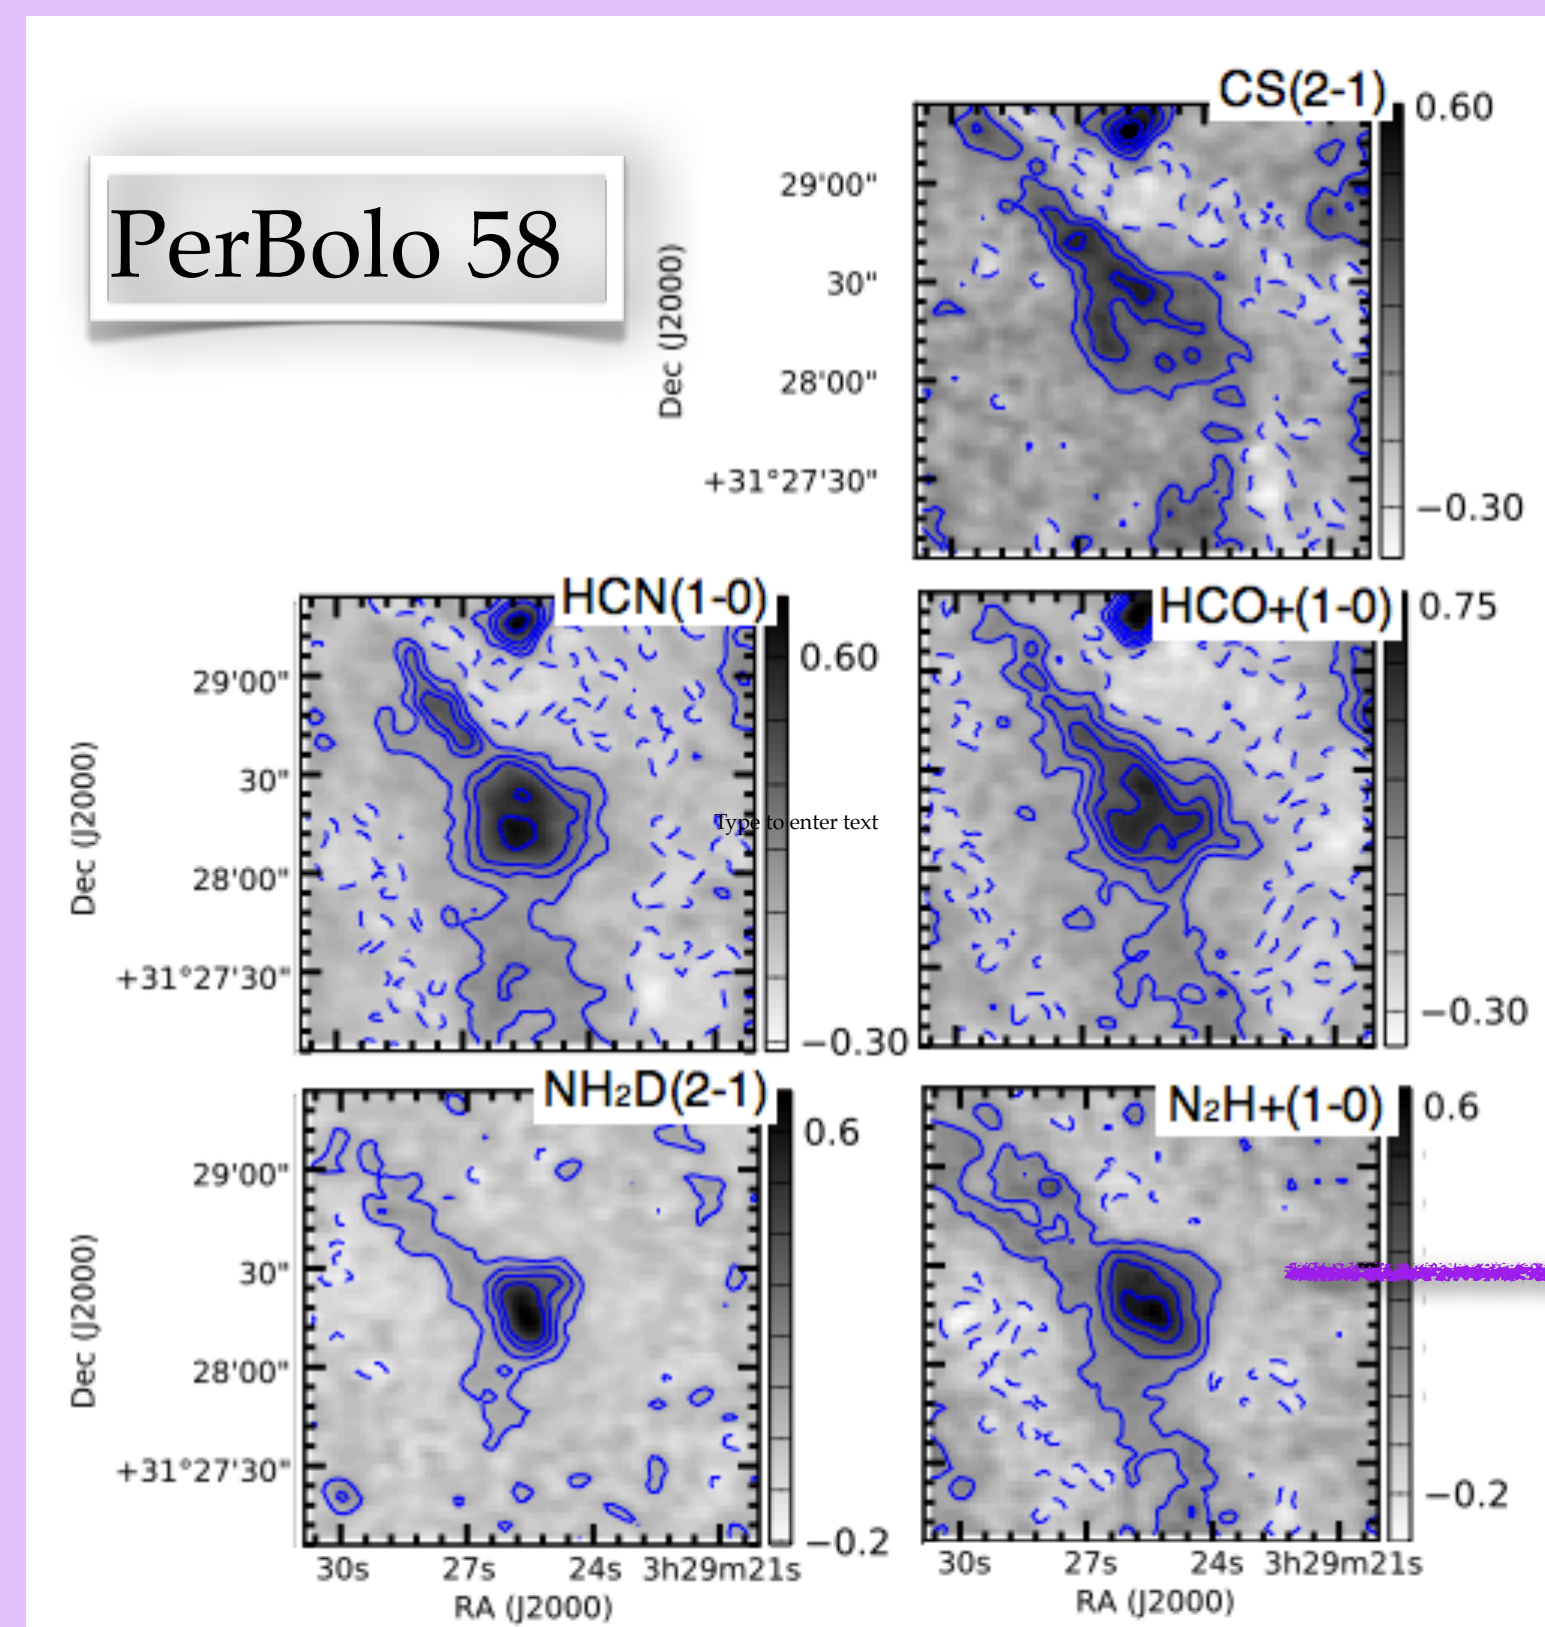 PerBolo 58
CS(2-1)
0.60
29'00"
30"
28'00"
+31°27'30"
−0.30
Dec (J2000)
HCN(1-0)
0.60
29'00"
30"
28'00"
+31°27'30"
−0.30
Dec (J2000)
Type to enter text
HCO+(1-0)
0.75
−0.30
NH₂D(2-1)
0.6
29'00"
30"
28'00"
+31°27'30"
−0.2
Dec (J2000)
30s 27s 24s 3h29m21s
RA (J2000)
N₂H+(1-0)
0.6
−0.2
30s 27s 24s 3h29m21s
RA (J2000)